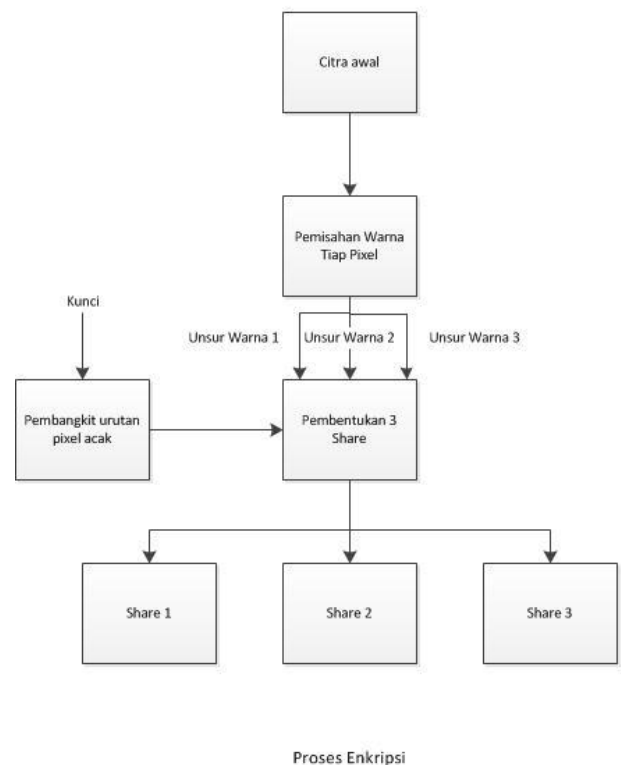 Citra awal
Pemisahan Warna
Tiap Pixel
Kunci
Unsur Warna 1
Unsur Warna 2
Unsur Warna 3
Pembangkit urutan
pixel acak
Pembentukan 3
Share
Share 1
Share 2
Share 3
Proses Enkripsi